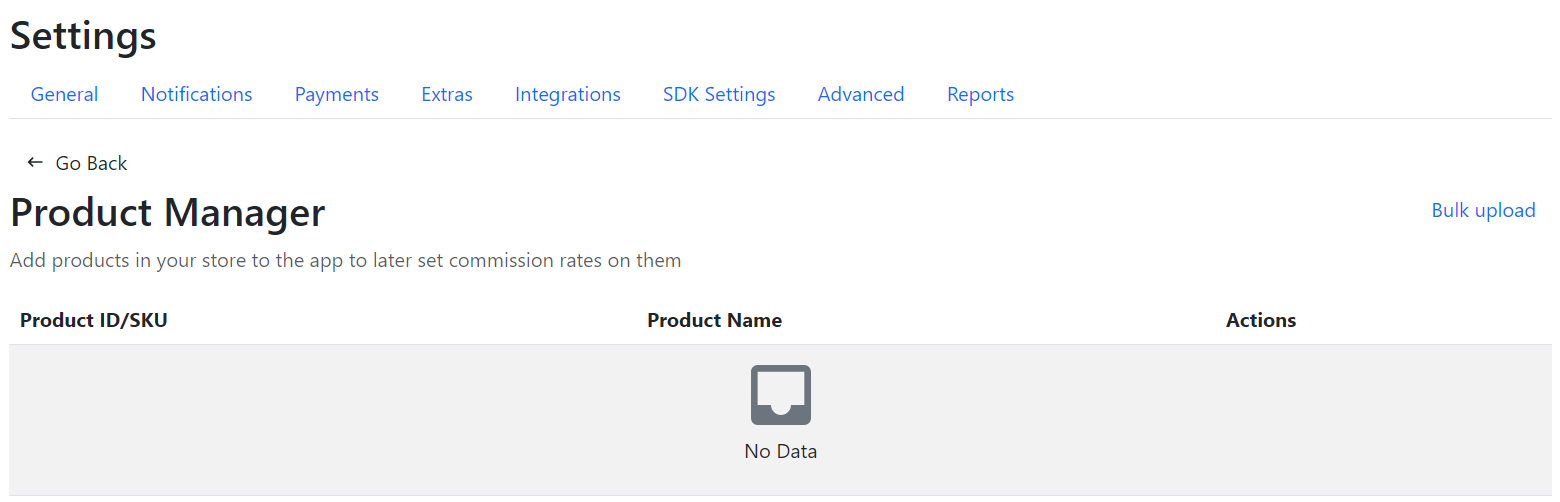 Settings
General Notifications Payments Extras Integrations SDK Settings Advanced Reports
Go Back
Product Manager
Bulk upload
Add products in your store to the app to later set commission rates on them
Product ID/SKU Product Name Actions
No Data